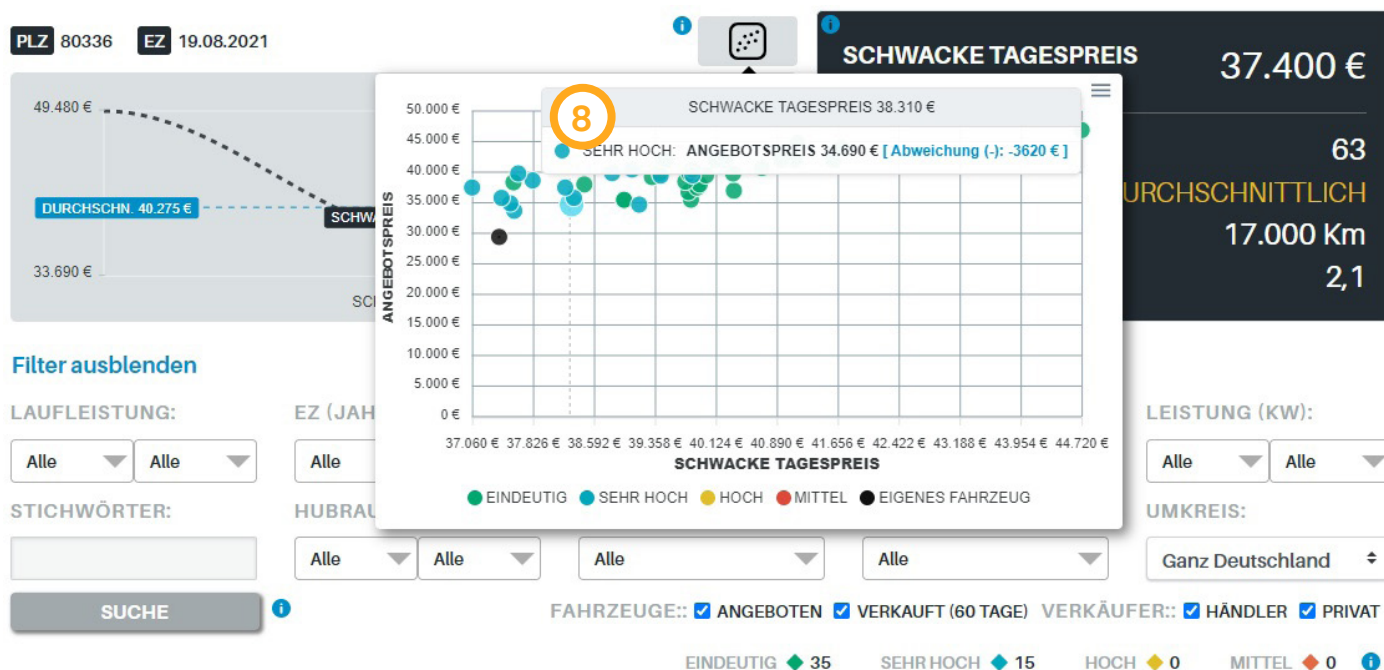 PLZ 80336 EZ 19.08.2021
SCHWACKE TAGESPREIS 37.400 €
49.480 €
DURCHSCHN. 40.275 €
33.690 €
63
DURCHSCHNITTLICH
17.000 Km
2,1
8
SCHWACKE TAGESPREIS 38.310 €
SEHR HOCH: ANGEBOTSPREIS 34.690 € [ Abweichung (-): -3620 € ]
ANGEBOTSPREIS
50.000 €
45.000 €
40.000 €
35.000 €
30.000 €
25.000 €
20.000 €
15.000 €
10.000 €
5.000 €
0 €
37.060 € 37.826 € 38.592 € 39.358 € 40.124 € 40.890 € 41.656 € 42.422 € 43.188 € 43.954 € 44.720 €
SCHWACKE TAGESPREIS
EINDEUTIG SEHR HOCH HOCH MITTEL EIGENES FAHRZEUG
Filter ausblenden
LAUFLEISTUNG: EZ (JAH LEISTUNG (KW):
Alle Alle Alle Alle Alle
STICHWÖRTER: HUBRAU UMKREIS:
Alle Alle Alle Alle Ganz Deutschland
SUCHE FAHRZEUGE:: ANGEBOTEN VERKAUFT (60 TAGE) VERKÄUFER:: HÄNDLER PRIVAT
EINDEUTIG 35 SEHR HOCH 15 HOCH 0 MITTEL 0